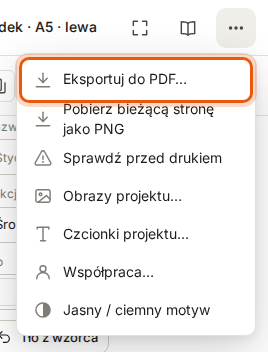 dek · A5 · lewa
Eksportuj do PDF...
Pobierz bieżącą stronę
jako PNG
Sprawdź przed drukiem
Obrazy projektu...
Czcionki projektu...
Współpraca...
Jasny / ciemny motyw
Tło z wzorca